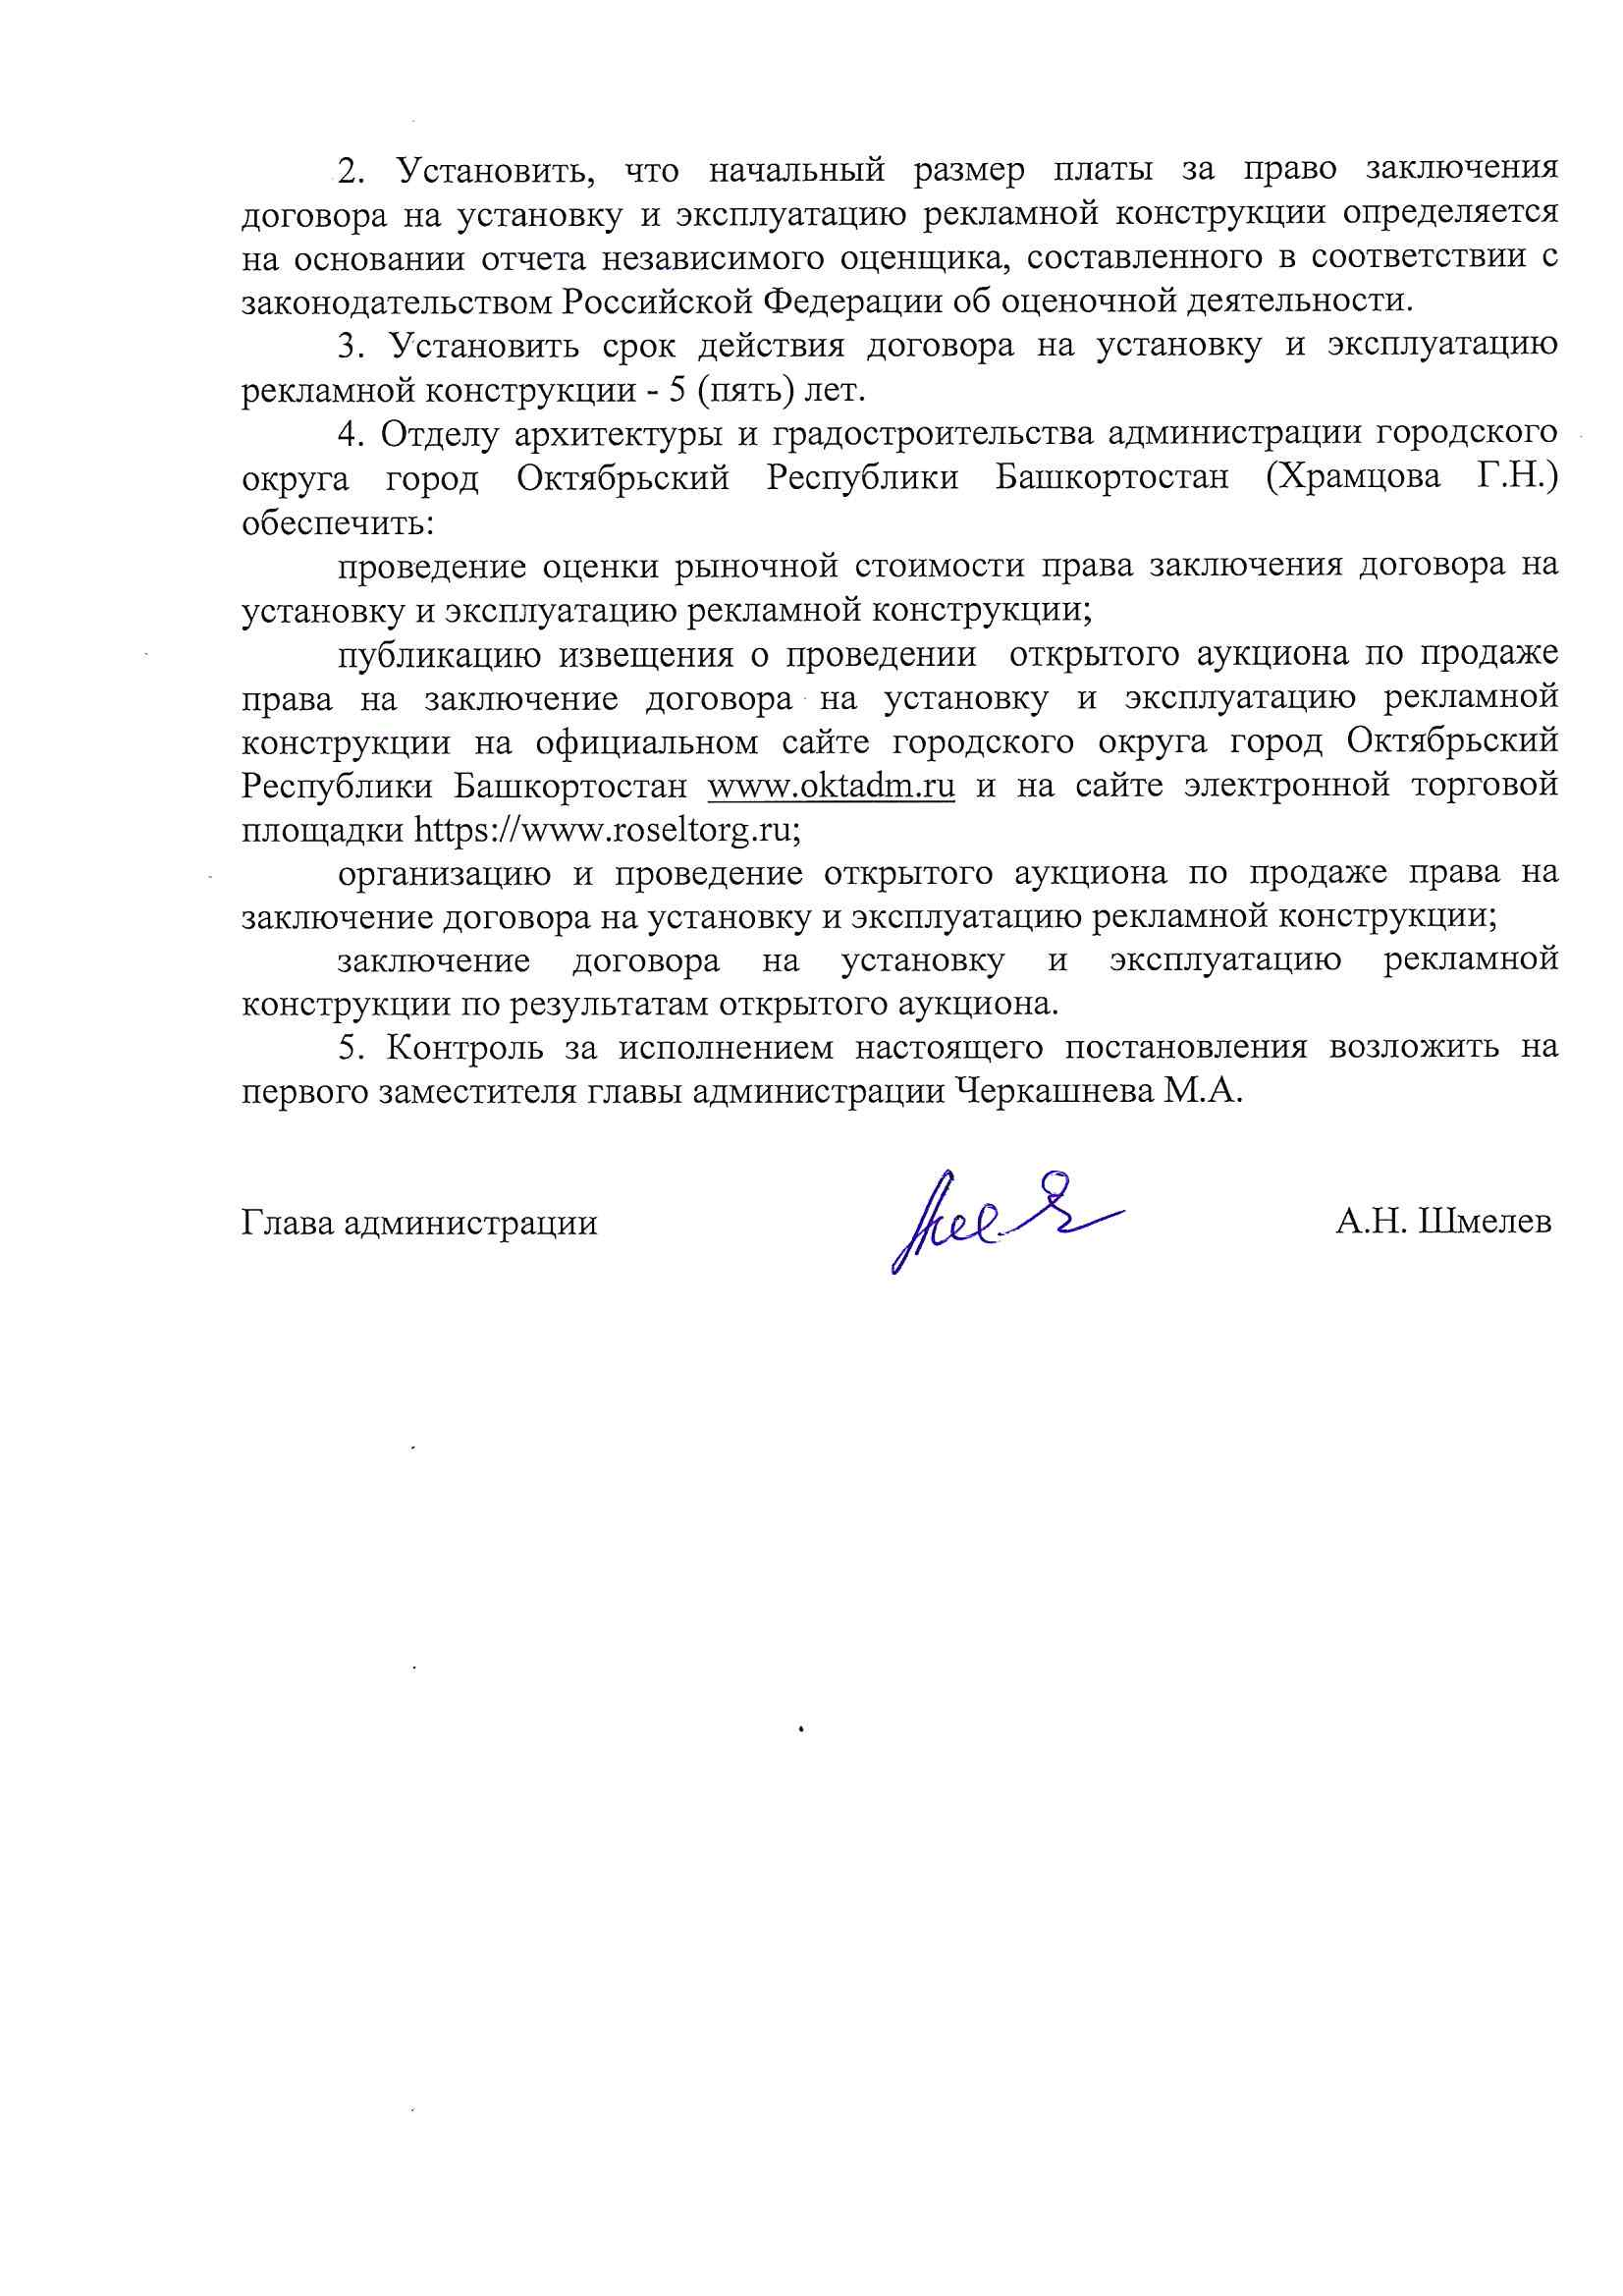 2. Установить, что начальный размер платы за право заключения
договора на установку и эксплуатацию рекламной конструкции определяется
на основании отчета независимого оценщика, составленного в соответствии с
законодательством Российской Федерации об оценочной деятельности.
3. Установить срок действия договора на установку и эксплуатацию
рекламной конструкции - 5 (пять) лет.
4. Отделу архитектуры и градостроительства администрации городского
округа город Октябрьский Республики Башкортостан (Храмцова Г.Н.)
обеспечить:
проведение оценки рыночной стоимости права заключения договора на
установку и эксплуатацию рекламной конструкции;
публикацию извещения о проведении открытого аукциона по продаже
права на заключение договора на установку и эксплуатацию рекламной
конструкции на официальном сайте городского округа город Октябрьский
Республики Башкортостан www.oktadm.ru и на сайте электронной торговой
площадки https://www.roseltorg.ru;
организацию и проведение открытого аукциона по продаже права на
заключение договора на установку и эксплуатацию рекламной конструкции;
заключение договора на установку и эксплуатацию рекламной
конструкции по результатам открытого аукциона.
5. Контроль за исполнением настоящего постановления возложить на
первого заместителя главы администрации Черкашнева М.А.
Глава администрации А.Н. Шмелев